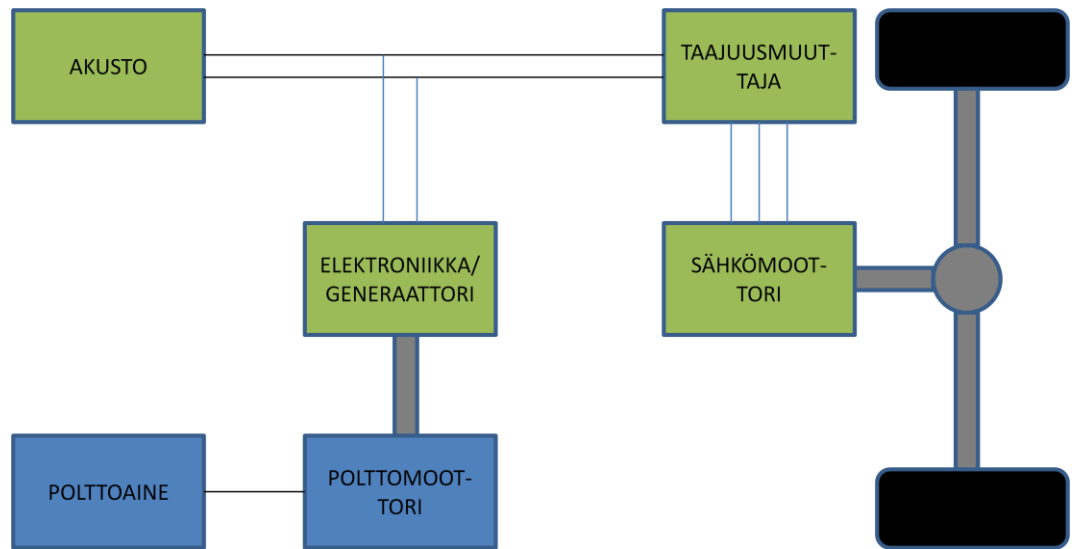 AKUSTO
TAAJUUSMUUT-
TAJA
ELEKTRONIIKKA/
GENERAATTORI
SÄHKÖMOOT-
TORI
POLTTOAINE
POLTTOMOOT-
TORI